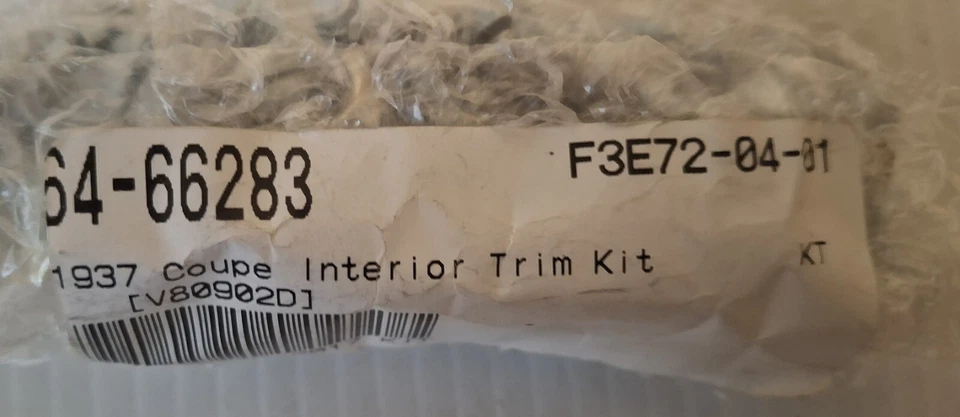 64-66283
F3E72-04-01
1937 Coupe Interior Trim Kit KT
[V80902D]